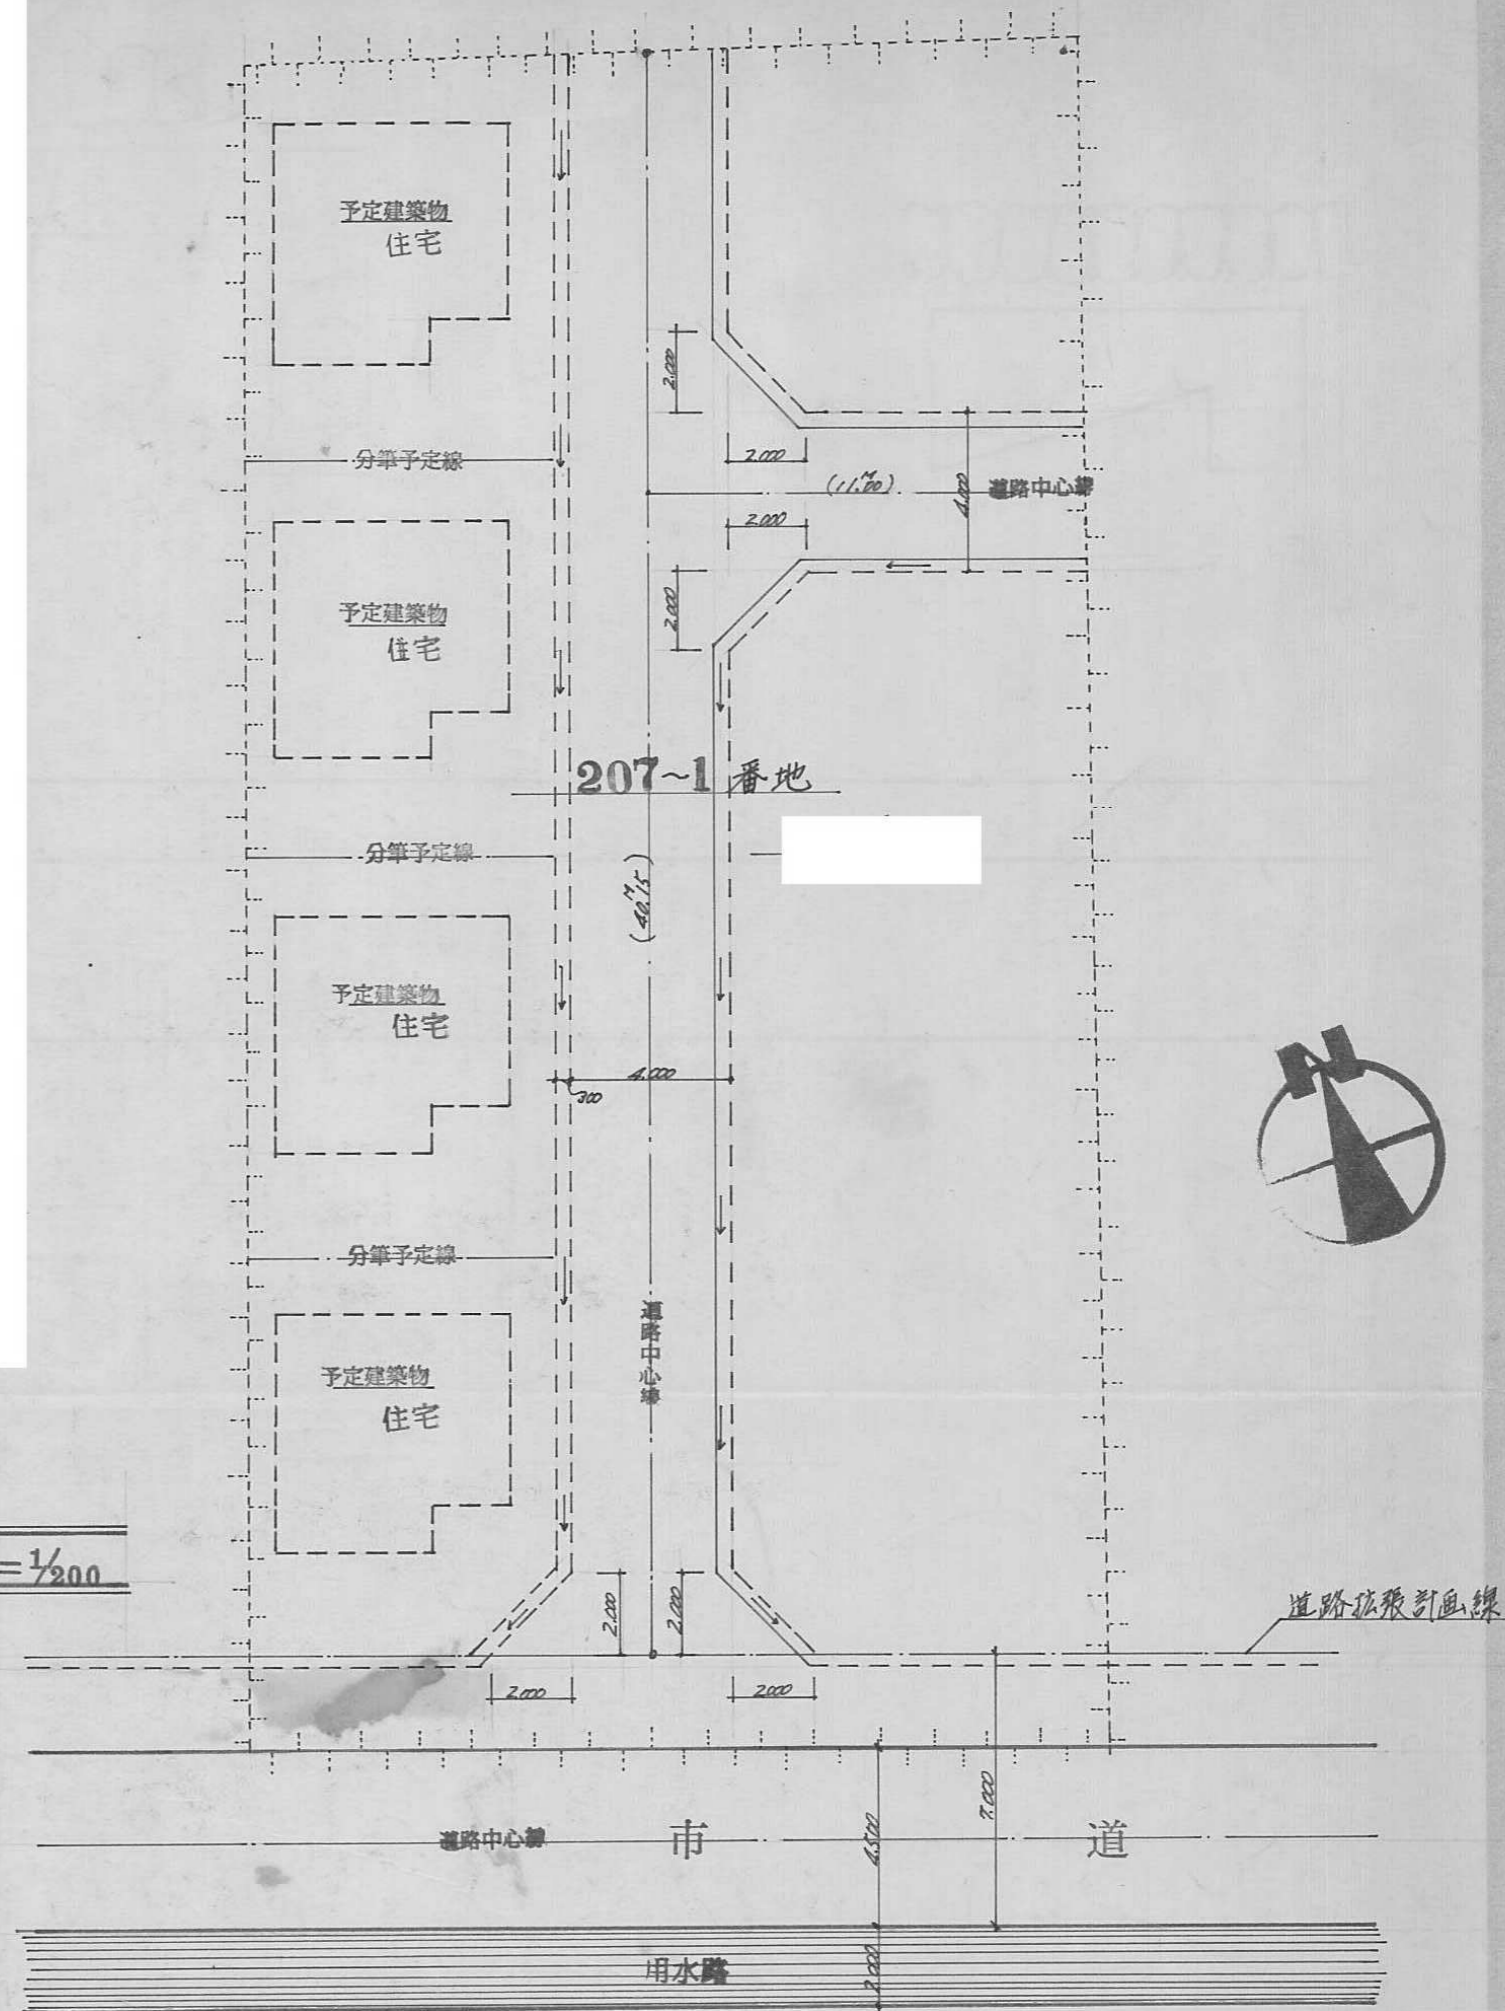 予定建築物
住宅
2.000
分筆予定線
2.000
(11.00M)
道路中心線
4.000
2.000
予定建築物
住宅
2.000
207~1番地
分筆予定線
(40.15M)
予定建築物
住宅
4.000
300
N
分筆予定線
道路中心線
予定建築物
住宅
=1/200
2.000
2.000
道路拡張計画線
2.000
2.000
7.000
道路中心線
市道
4.500
用水路
2.000